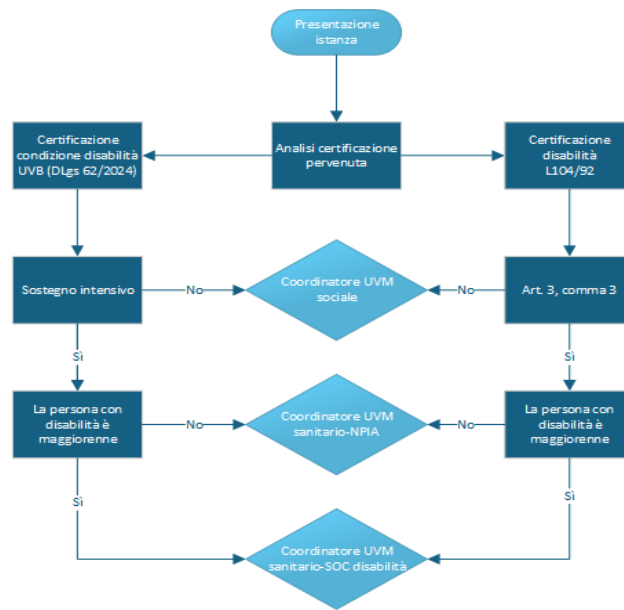 Presentazione
istanza
Certificazione
condizione disabilità
UVB (DLgs 62/2024)
Analisi certificazione
pervenuta
Certificazione
disabilità
L104/92
Sostegno intensivo
No
Coordinatore UVM
sociale
No
Art. 3, comma 3
Sì
Sì
La persona con
disabilità è
maggiorenne
No
Coordinatore UVM
sanitario-NPIA
No
La persona con
disabilità è
maggiorenne
Sì
Sì
Coordinatore UVM
sanitario-SOC disabilità